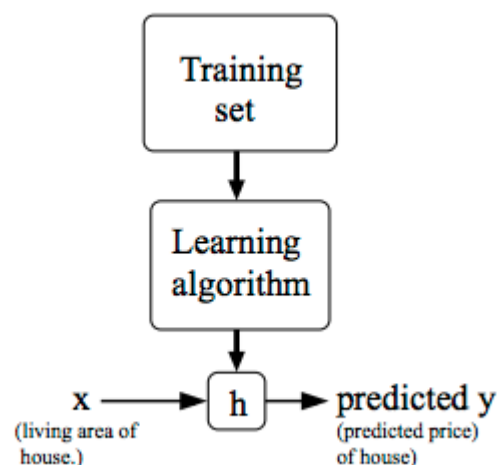 Training
set
Learning
algorithm
x
h
predicted y
(living area of
house.)
(predicted price)
of house)